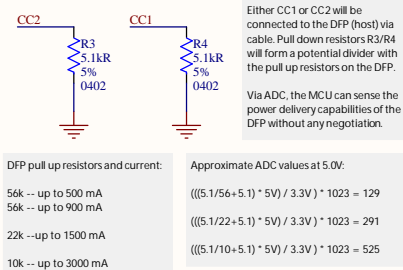 CC2
CC1
R3
5.1kR
5%
0402
R4
5.1kR
5%
0402
Either CC1 or CC2 will be
connected to the DFP (host) via
cable. Pull down resistors R3/R4
will form a potential divider with
the pull up resistors on the DFP.
Via ADC, the MCU can sense the
power delivery capabilities of the
DFP without any negotiation.
DFP pull up resistors and current:
56k -- up to 500 mA
56k -- up to 900 mA
22k --up to 1500 mA
10k -- up to 3000 mA
Approximate ADC values at 5.0V:
(((5.1/56+5.1) * 5V) / 3.3V ) * 1023 = 129
(((5.1/22+5.1) * 5V) / 3.3V ) * 1023 = 291
(((5.1/10+5.1) * 5V) / 3.3V ) * 1023 = 525